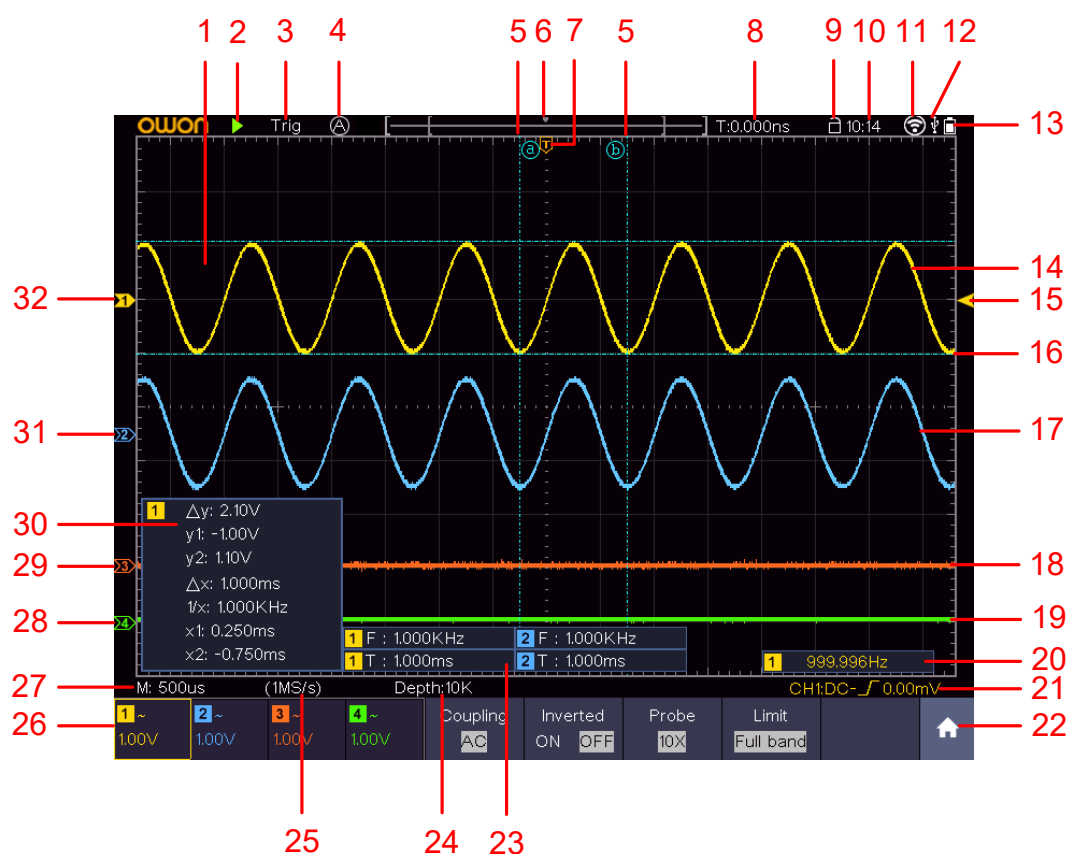 1 2 3 4 5 6 7 5 8 9 10 11 12
owon Trig A T:0.000ns 10:14
13
a T b
14
32 1 15
16
31 2 17
1 △y: 2.10V
30
y1: -1.00V
y2: 1.10V
29 3 18
△x: 1.000ms
1/x: 1.000KHz
28 4 19
x1: 0.250ms
x2: -0.750ms
1 F : 1.000KHz 2 F : 1.000KHz
1 T : 1.000ms 2 T : 1.000ms
1 999.996Hz 20
27 M: 500us (1MS/s) Depth:10K CH1:DC- 0.00mV 21
26 1 ~ 2 ~ 3 ~ 4 ~ Coupling Inverted Probe Limit 22
1.00V 1.00V 1.00V 1.00V AC ON OFF 10X Full band
25 24 23